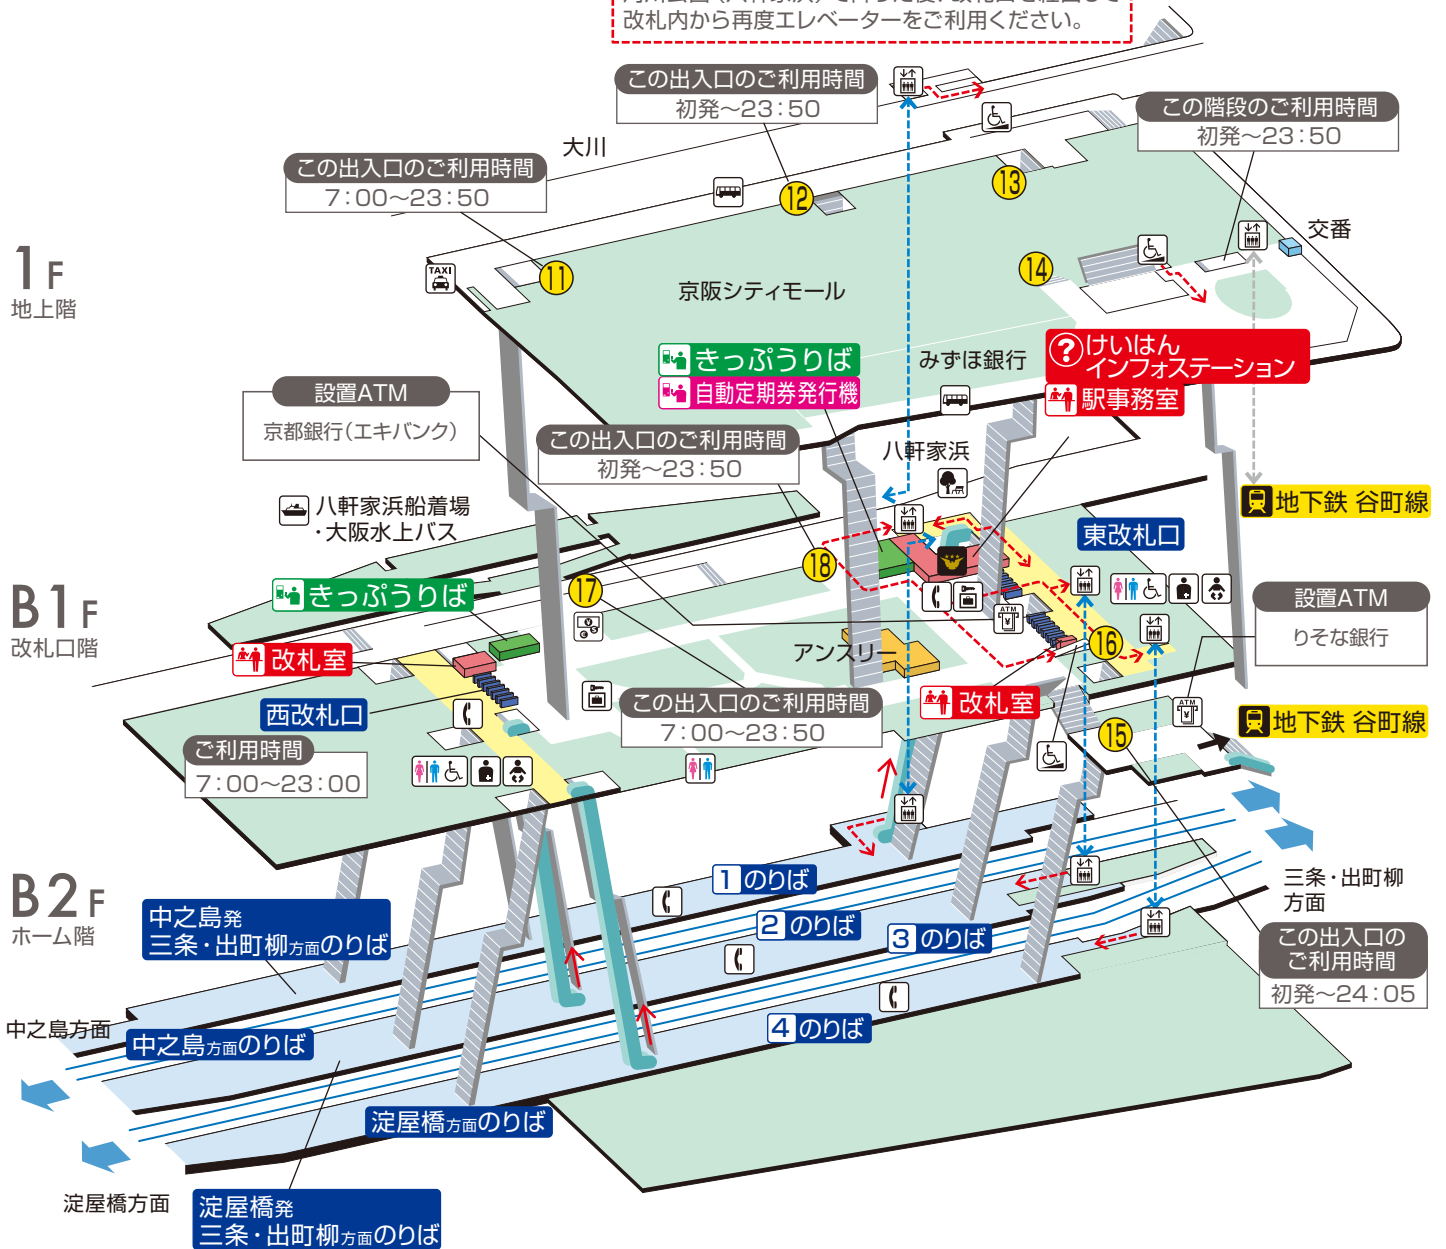 改札内から再度エレベーターをご利用ください。
この出入口のご利用時間
初発〜23:50
この階段のご利用時間
初発〜23:50
大川
この出入口のご利用時間
7:00〜23:50
⑫
⑬
交番
1F
地上階
TAXI
⑪
⑭
京阪シティモール
きっぷうりば
自動定期券発行機
みずほ銀行
?けいはん
インフォステーション
駅事務室
設置ATM
京都銀行(エキバンク)
この出入口のご利用時間
初発〜23:50
八軒家浜
八軒家浜船着場
・大阪水上バス
地下鉄 谷町線
東改札口
⑱
⑰
きっぷうりば
B1F
改札口階
ATM
設置ATM
りそな銀行
改札室
アンスリー
⑯
西改札口
この出入口のご利用時間
7:00〜23:50
改札室
ATM
地下鉄 谷町線
⑮
ご利用時間
7:00〜23:00
B2F
ホーム階
1 のりば
2 のりば
3 のりば
4 のりば
三条・出町柳
方面
中之島発
三条・出町柳方面のりば
この出入口の
ご利用時間
初発〜24:05
中之島方面
中之島方面のりば
淀屋橋方面のりば
淀屋橋方面
淀屋橋発
三条・出町柳方面のりば